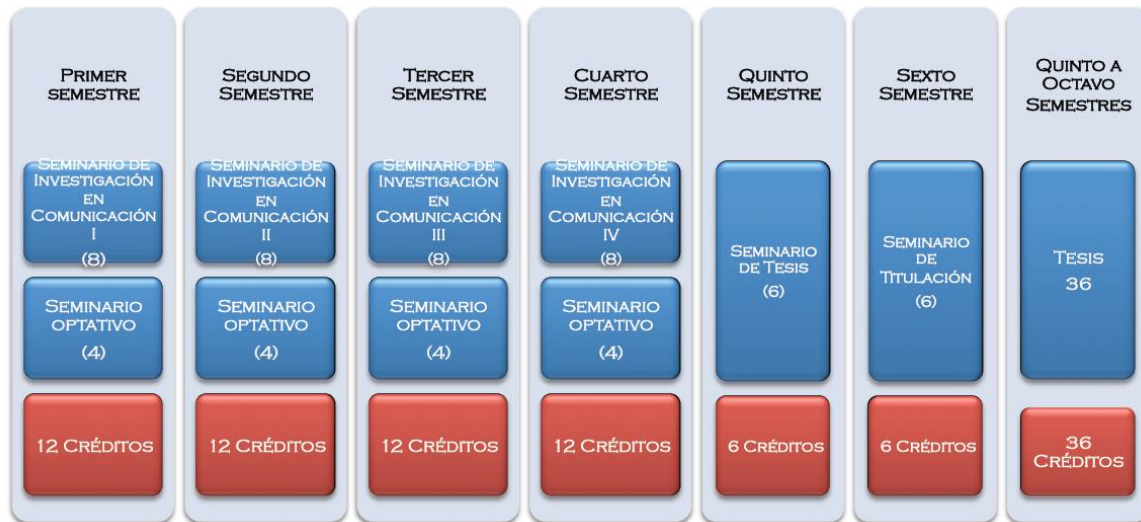 PRIMER
SEMESTRE
SEMINARIO DE
INVESTIGACIÓN
EN
COMUNICACIÓN
I
(8)
SEMINARIO
OPTATIVO
(4)
12 CRÉDITOS
SEGUNDO
SEMESTRE
SEMINARIO DE
INVESTIGACIÓN
EN
COMUNICACIÓN
II
(8)
SEMINARIO
OPTATIVO
(4)
12 CRÉDITOS
TERCER
SEMESTRE
SEMINARIO DE
INVESTIGACIÓN
EN
COMUNICACIÓN
III
(8)
SEMINARIO
OPTATIVO
(4)
12 CRÉDITOS
CUARTO
SEMESTRE
SEMINARIO DE
INVESTIGACIÓN
EN
COMUNICACIÓN
IV
(8)
SEMINARIO
OPTATIVO
(4)
12 CRÉDITOS
QUINTO
SEMESTRE
SEMINARIO
DE TESIS
(6)
6 CRÉDITOS
SEXTO
SEMESTRE
SEMINARIO
DE
TITULACIÓN
(6)
6 CRÉDITOS
QUINTO A
OCTAVO
SEMESTRES
TESIS
36
36
CRÉDITOS